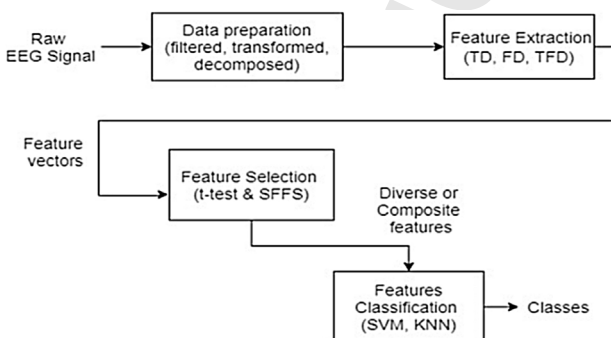 Raw
EEG Signal
Data preparation
(filtered, transformed,
decomposed)
Feature Extraction
(TD, FD, TFD)
Feature
vectors
Feature Selection
(t-test & SFFS)
Diverse or
Composite
features
Features
Classification
(SVM, KNN)
Classes